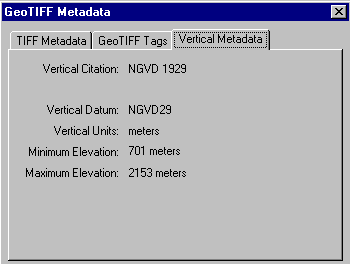 GeoTIFF Metadata
TIFF Metadata GeoTIFF Tags Vertical Metadata
Vertical Citation: NGVD 1929
Vertical Datum: NGVD29
Vertical Units: meters
Minimum Elevation: 701 meters
Maximum Elevation: 2153 meters